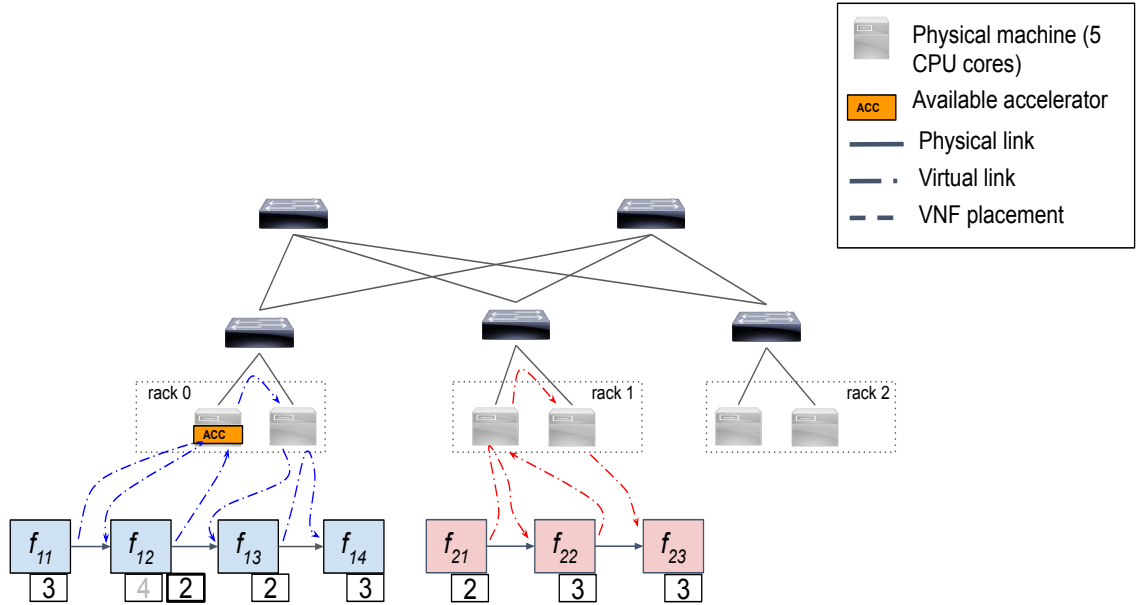 Physical machine (5
CPU cores)
ACC Available accelerator
Physical link
Virtual link
VNF placement
rack 0
rack 1
rack 2
ACC
f11 f12 f13 f14 f21 f22 f23
3 4 2 2 3 2 3 3